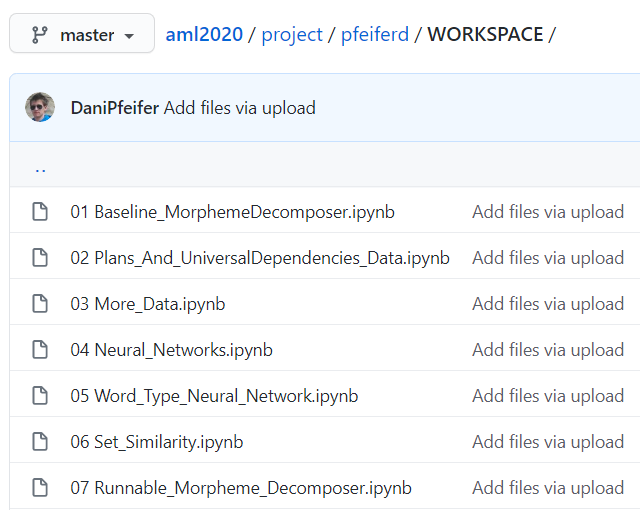 master aml2020 / project / pfeiferd / WORKSPACE /
DaniPfeifer Add files via upload
..
01 Baseline_MorphemeDecomposer.ipynb Add files via upload
02 Plans_And_UniversalDependencies_Data.ipynb Add files via upload
03 More_Data.ipynb Add files via upload
04 Neural_Networks.ipynb Add files via upload
05 Word_Type_Neural_Network.ipynb Add files via upload
06 Set_Similarity.ipynb Add files via upload
07 Runnable_Morpheme_Decomposer.ipynb Add files via upload